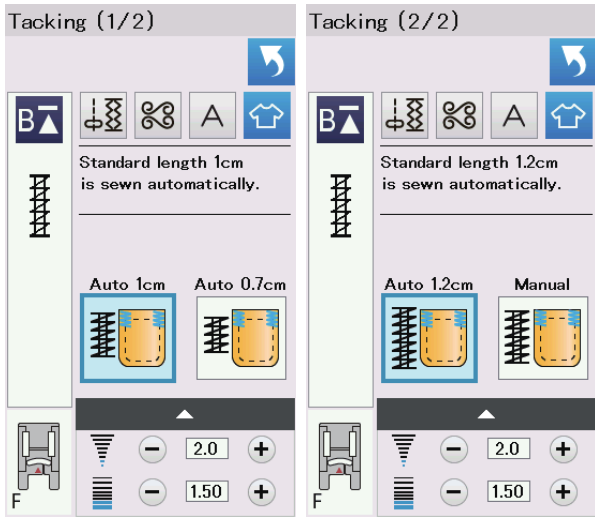 Tacking (1/2)
B
A
Standard length 1cm
is sewn automatically.
Auto 1cm Auto 0.7cm
2.0
1.50
F
Tacking (2/2)
B
A
Standard length 1.2cm
is sewn automatically.
Auto 1.2cm Manual
2.0
1.50
F